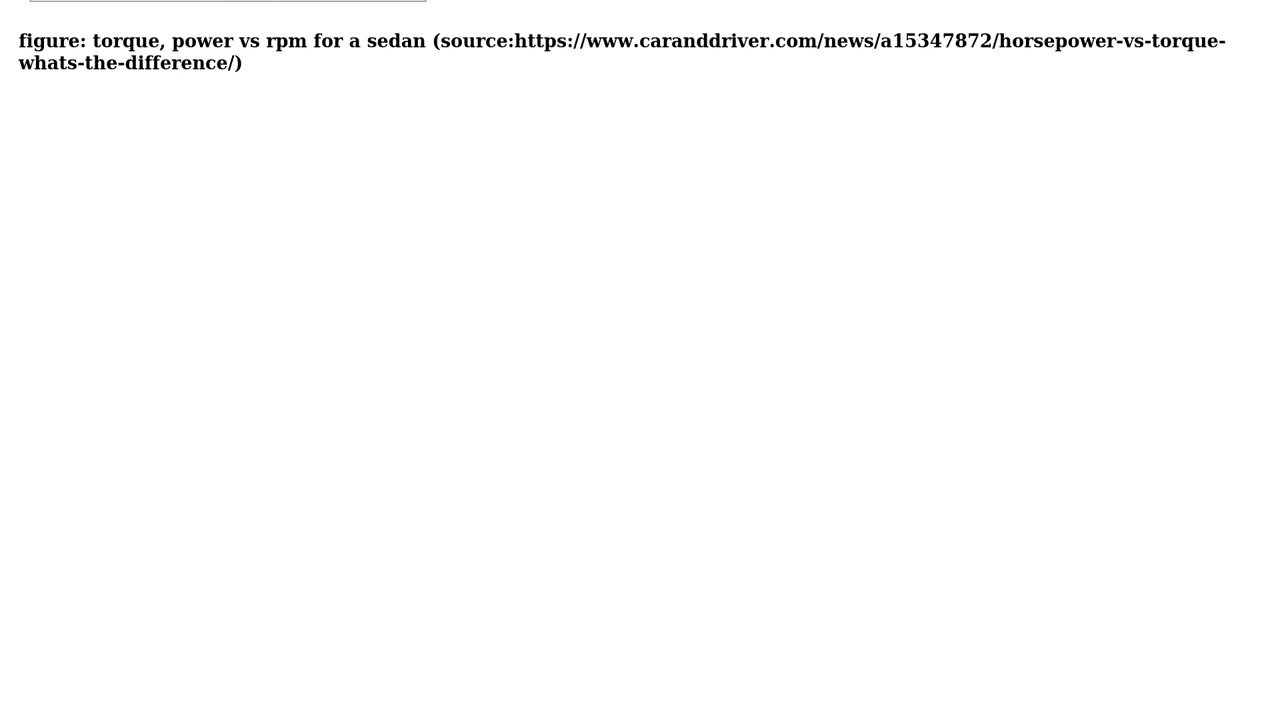 figure: torque, power vs rpm for a sedan (source:https://www.caranddriver.com/news/a15347872/horsepower-vs-torque-
whats-the-difference/)